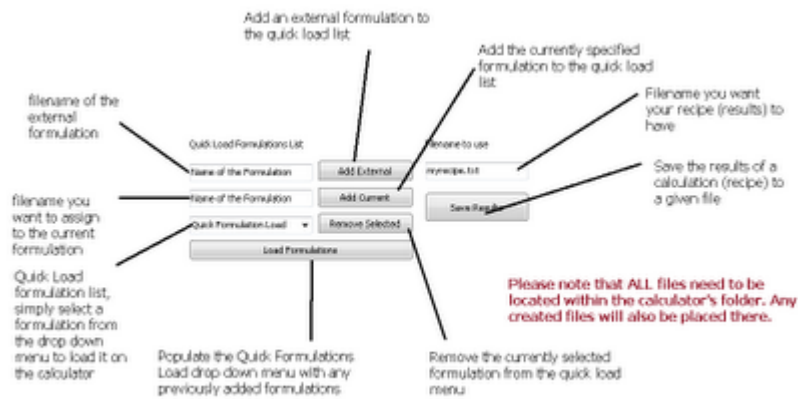 Add an external formulation to
the quick load list
Add the currently specified
formulation to the quick load
list
filename of the
external
formulation
Filename you want
your recipe (results) to
have
Quick Load Formulations List
Filename to use
Name of the Formulation
Add External
myrecipe.txt
Save the results of a
calculation (recipe) to
a given file
Name of the Formulation
Add Current
Save Results
filename you
want to assign
to the current
formulation
Quick Formulation Load
Remove Selected
Load Formulations
Quick Load
formulation list,
simply select a
formulation from
the drop down
menu to load it on
the calculator
Please note that ALL files need to be
located within the calculator's folder. Any
created files will also be placed there.
Populate the Quick Formulations
Load drop down menu with any
previously added formulations
Remove the currently selected
formulation from the quick load
menu